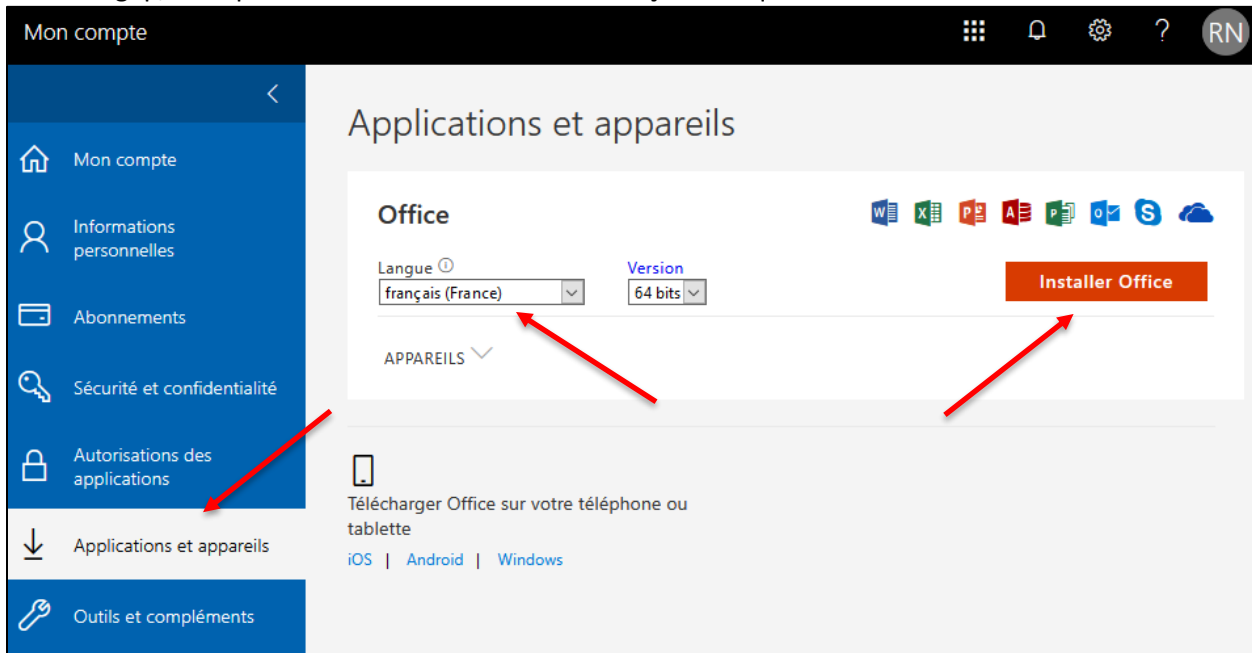 Mon compte
?
RN
Mon compte
Informations
personnelles
Abonnements
Sécurité et confidentialité
Autorisations des
applications
Applications et appareils
Outils et compléments
Applications et appareils
Office
Langue
Version
français (France)
64 bits
Installer Office
APPAREILS
Télécharger Office sur votre téléphone ou
tablette
iOS | Android | Windows